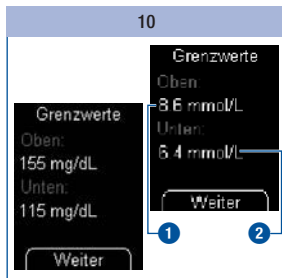 10
Grenzwerte
Oben:
155 mg/dL
Unten:
115 mg/dL
Weiter
Grenzwerte
Oben:
8.6 mmol/L
Unten:
6.4 mmol/L
Weiter
1
2